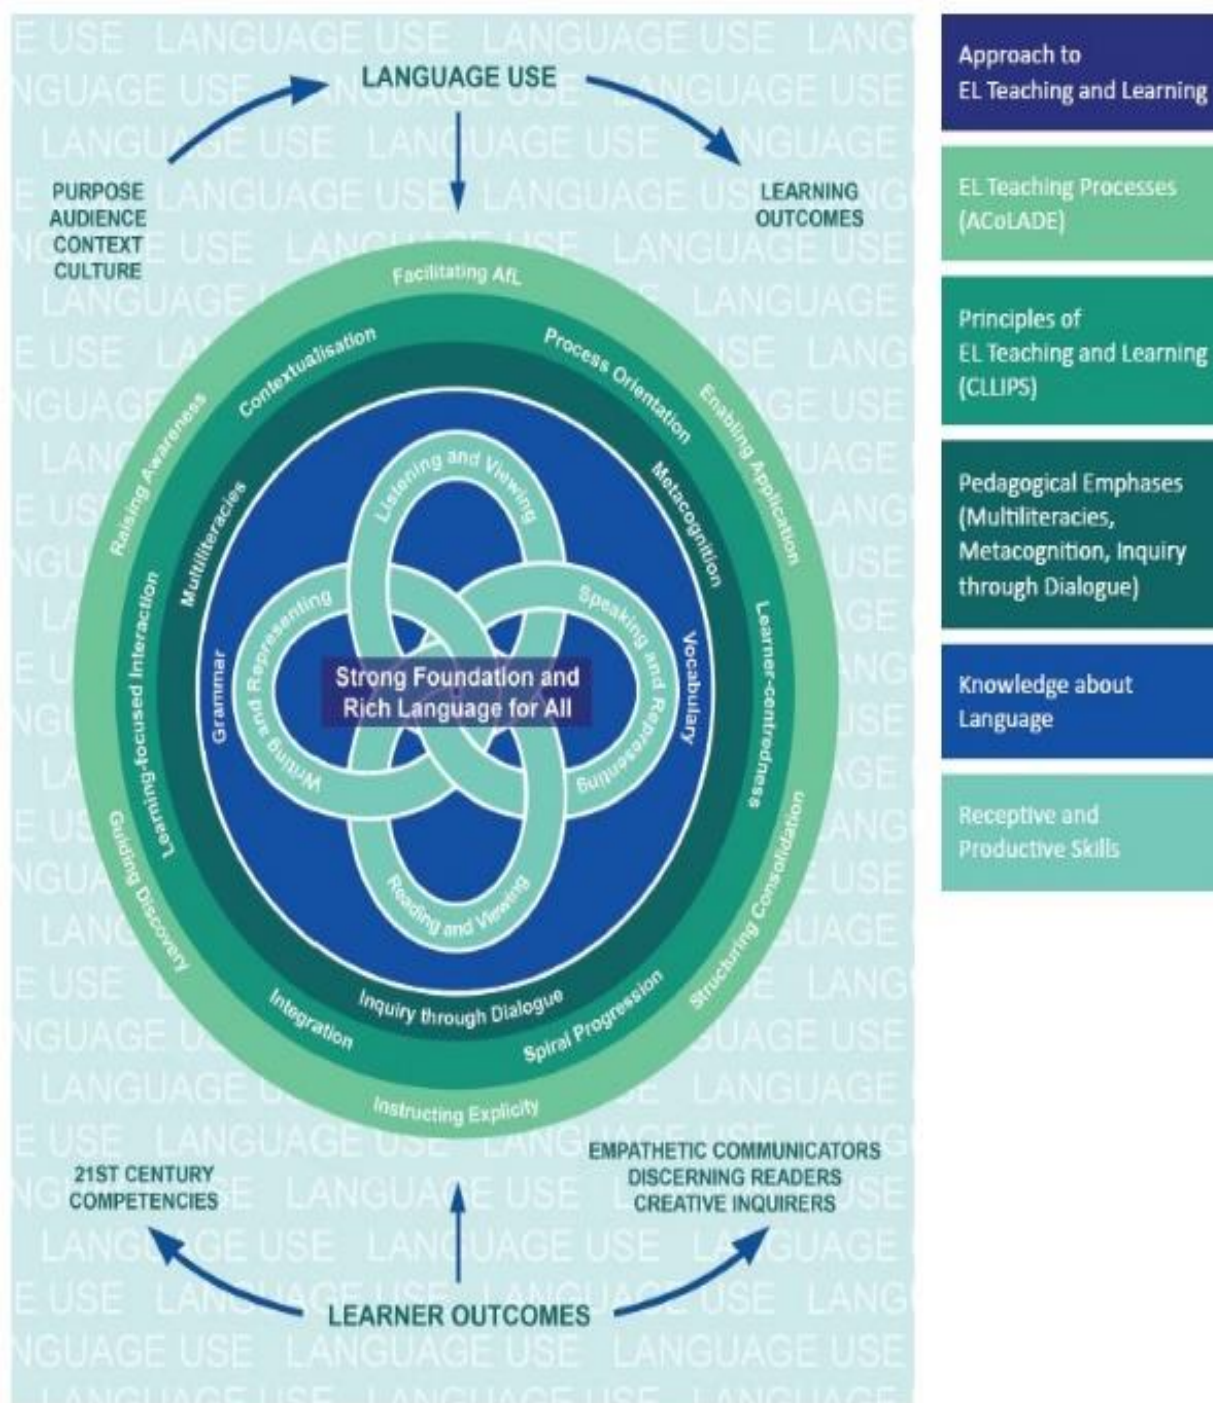 LANGUAGE USE
PURPOSE
AUDIENCE
CONTEXT
CULTURE
LEARNING
OUTCOMES
Facilitating AfL
Raising Awareness
Enabling Application
Guiding Discovery
Structuring Consolidation
Instructing Explicity
Contextualisation
Process Orientation
Learning-focused Interaction
Learner-centredness
Integration
Spiral Progression
Multiliteracies
Metacognition
Inquiry through Dialogue
Grammar
Vocabulary
Listening and Viewing
Writing and Representing
Speaking and Representing
Reading and Viewing
Strong Foundation and
Rich Language for All
21ST CENTURY
COMPETENCIES
EMPATHETIC COMMUNICATORS
DISCERNING READERS
CREATIVE INQUIRERS
LEARNER OUTCOMES
Approach to
EL Teaching and Learning
EL Teaching Processes
(ACoLADE)
Principles of
EL Teaching and Learning
(CLLIPS)
Pedagogical Emphases
(Multiliteracies,
Metacognition, Inquiry
through Dialogue)
Knowledge about
Language
Receptive and
Productive Skills